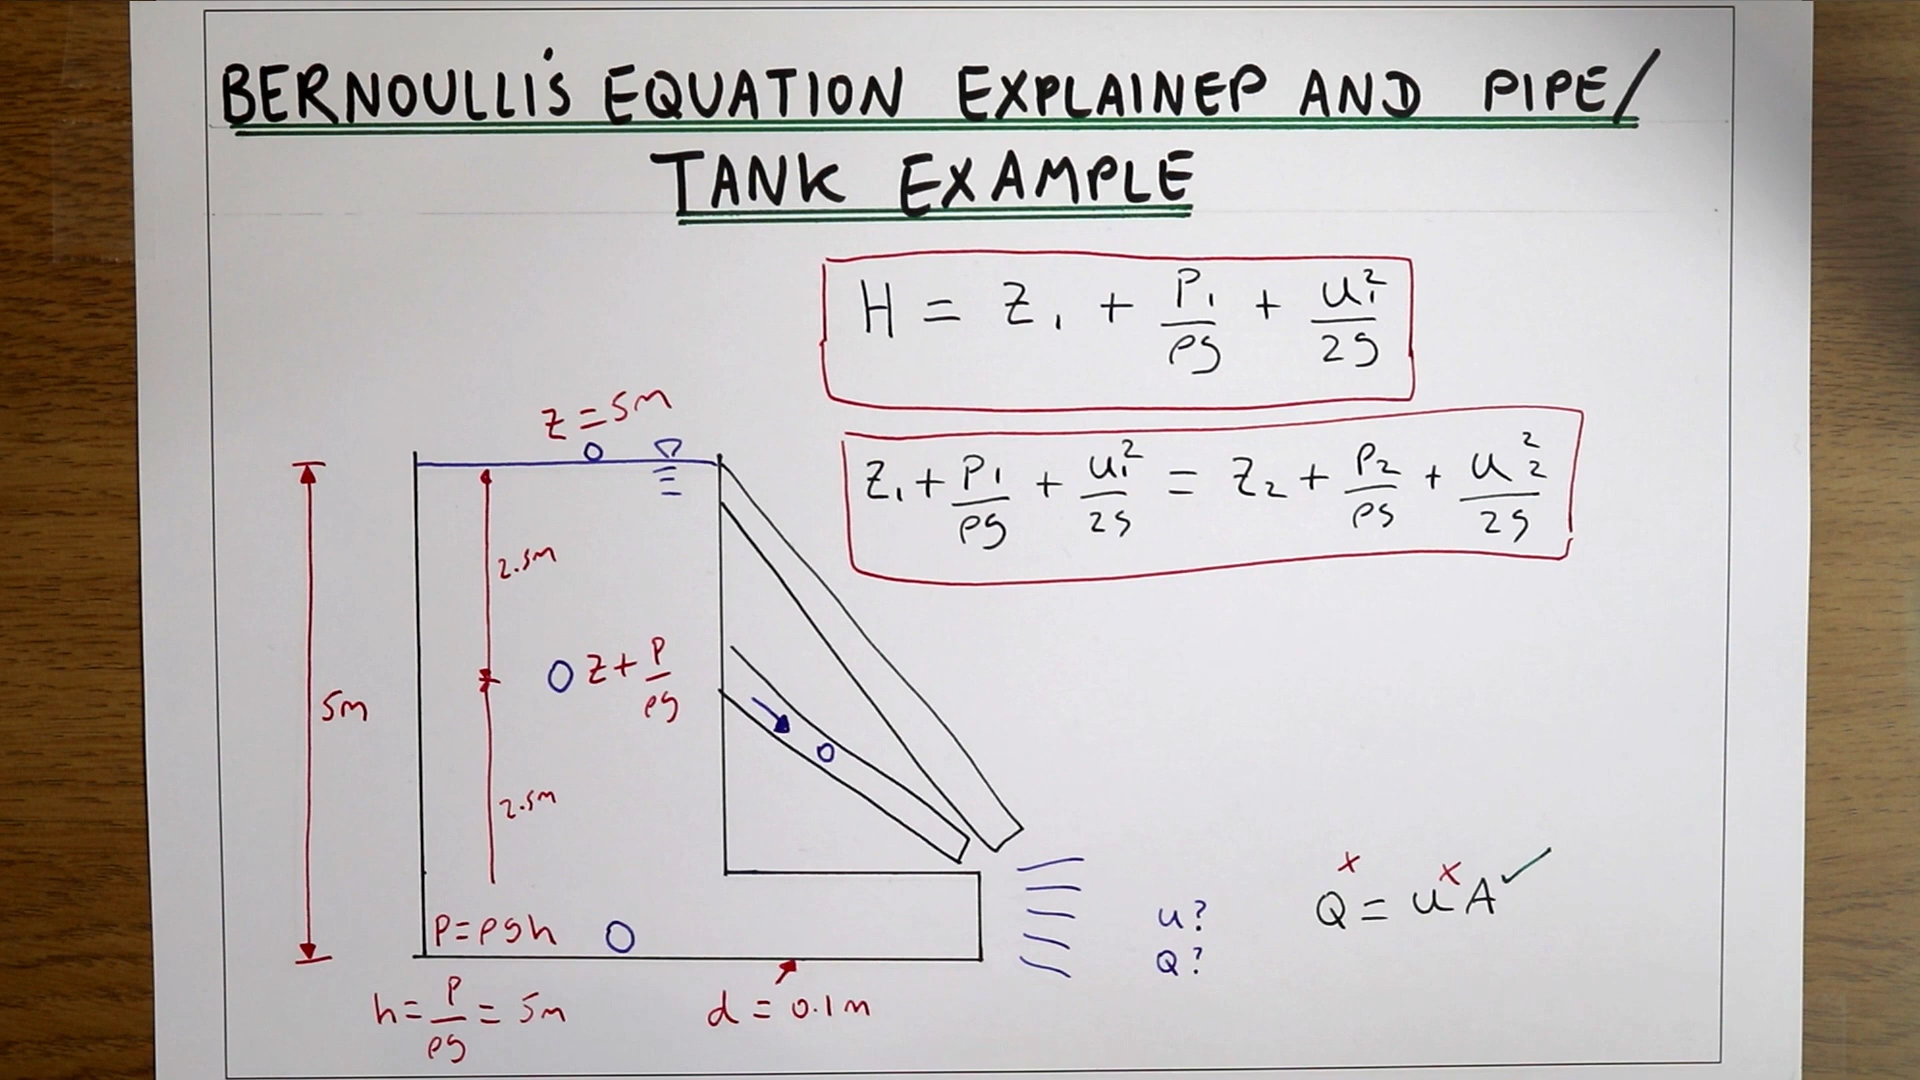 BERNOULLI'S EQUATION EXPLAINED AND PIPE/
TANK EXAMPLE
H = Z₁ + P₁/ρg + u₁²/2g
Z₁ + P₁/ρg + u₁²/2g = Z₂ + P₂/ρg + u₂²/2g
Z = 5m
2.5m
Z + P/ρg
5m
2.5m
P = ρgh
u?
Q = uA
Q?
h = P/ρg = 5m
d = 0.1m